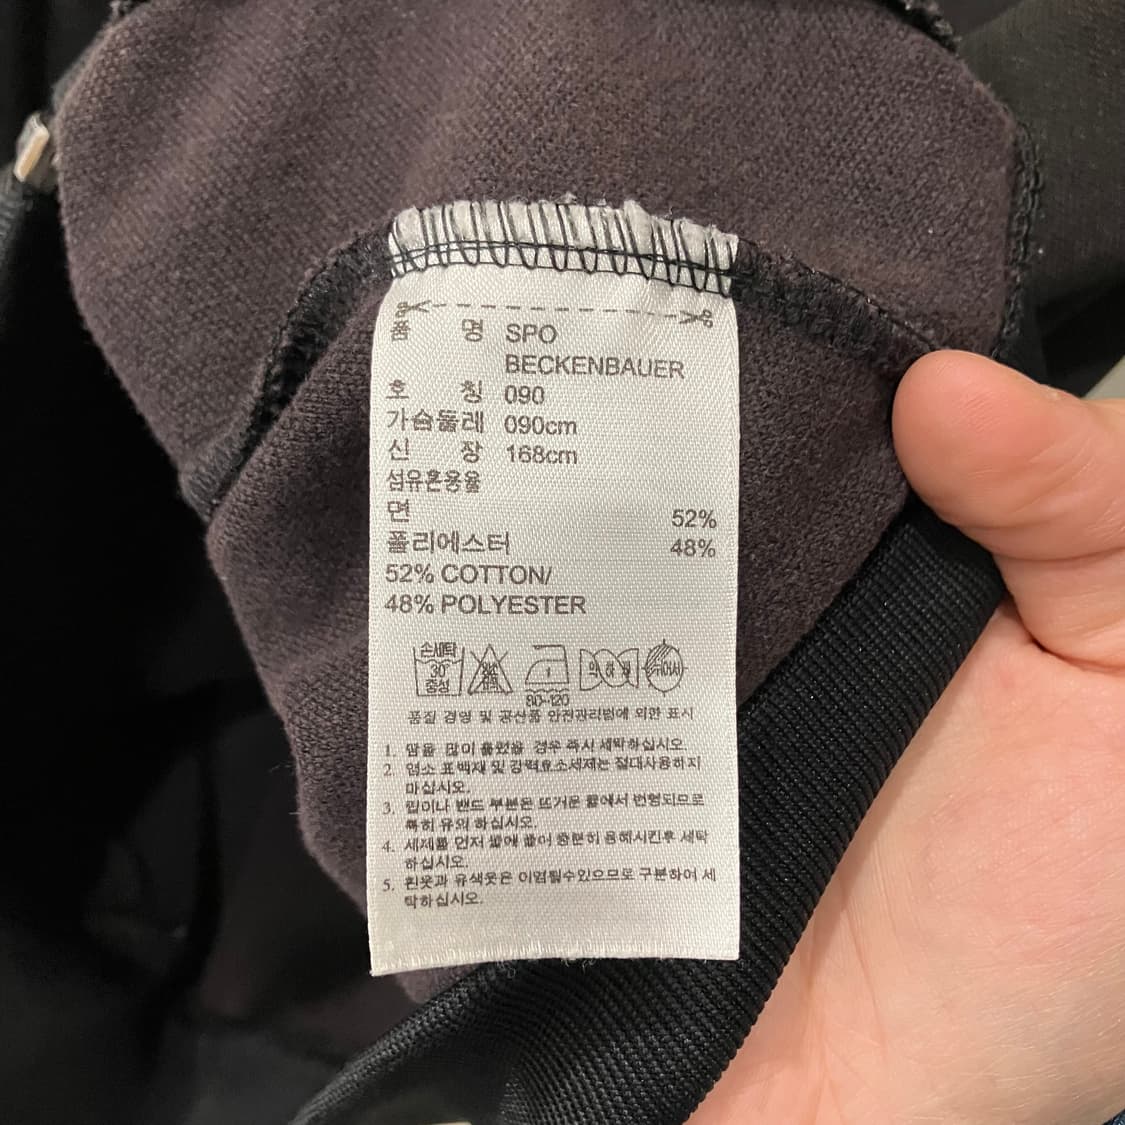 품 명 SPO
BECKENBAUER
호 칭 090
가슴둘레 090cm
신 장 168cm
섬유혼용율
면 52%
폴리에스터 48%
52% COTTON/
48% POLYESTER
손세탁
30°
중성
80-120
품질 경영 및 공산품 안전관리법에 의한 표시
1. 땀을 많이 흘렸을 경우 즉시 세탁하십시오.
2. 염소 표백제 및 강력효소세제는 절대사용하지
마십시오.
3. 립이나 밴드 부분은 뜨거운 물에서 변형되므로
특히 유의 하십시오.
4. 세제를 먼저 물에 풀어 충분히 용해시킨후 세탁
하십시오.
5. 흰옷과 유색옷은 이염될수있으므로 구분하여 세
탁하십시오.